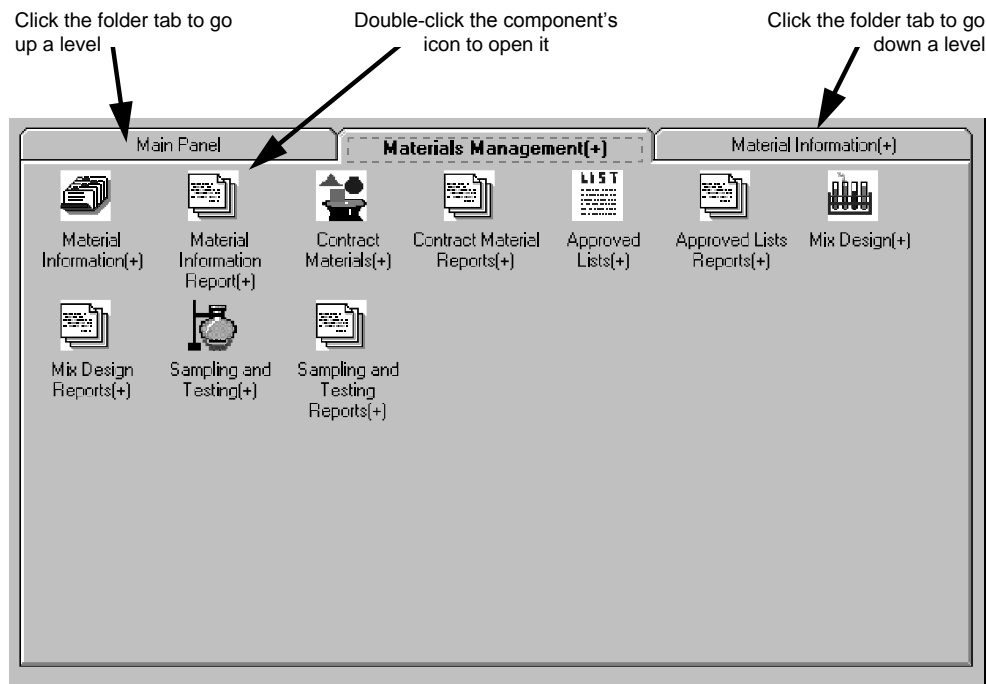 Click the folder tab to go
up a level
Double-click the component's
icon to open it
Click the folder tab to go
down a level
Main Panel
Materials Management(+)
Material Information(+)
Material
Information(+)
Material
Information
Report(+)
Contract
Materials(+)
Contract Material
Reports(+)
LIST
Approved
Lists(+)
Approved Lists
Reports(+)
Mix Design(+)
Mix Design
Reports(+)
Sampling and
Testing(+)
Sampling and
Testing
Reports(+)